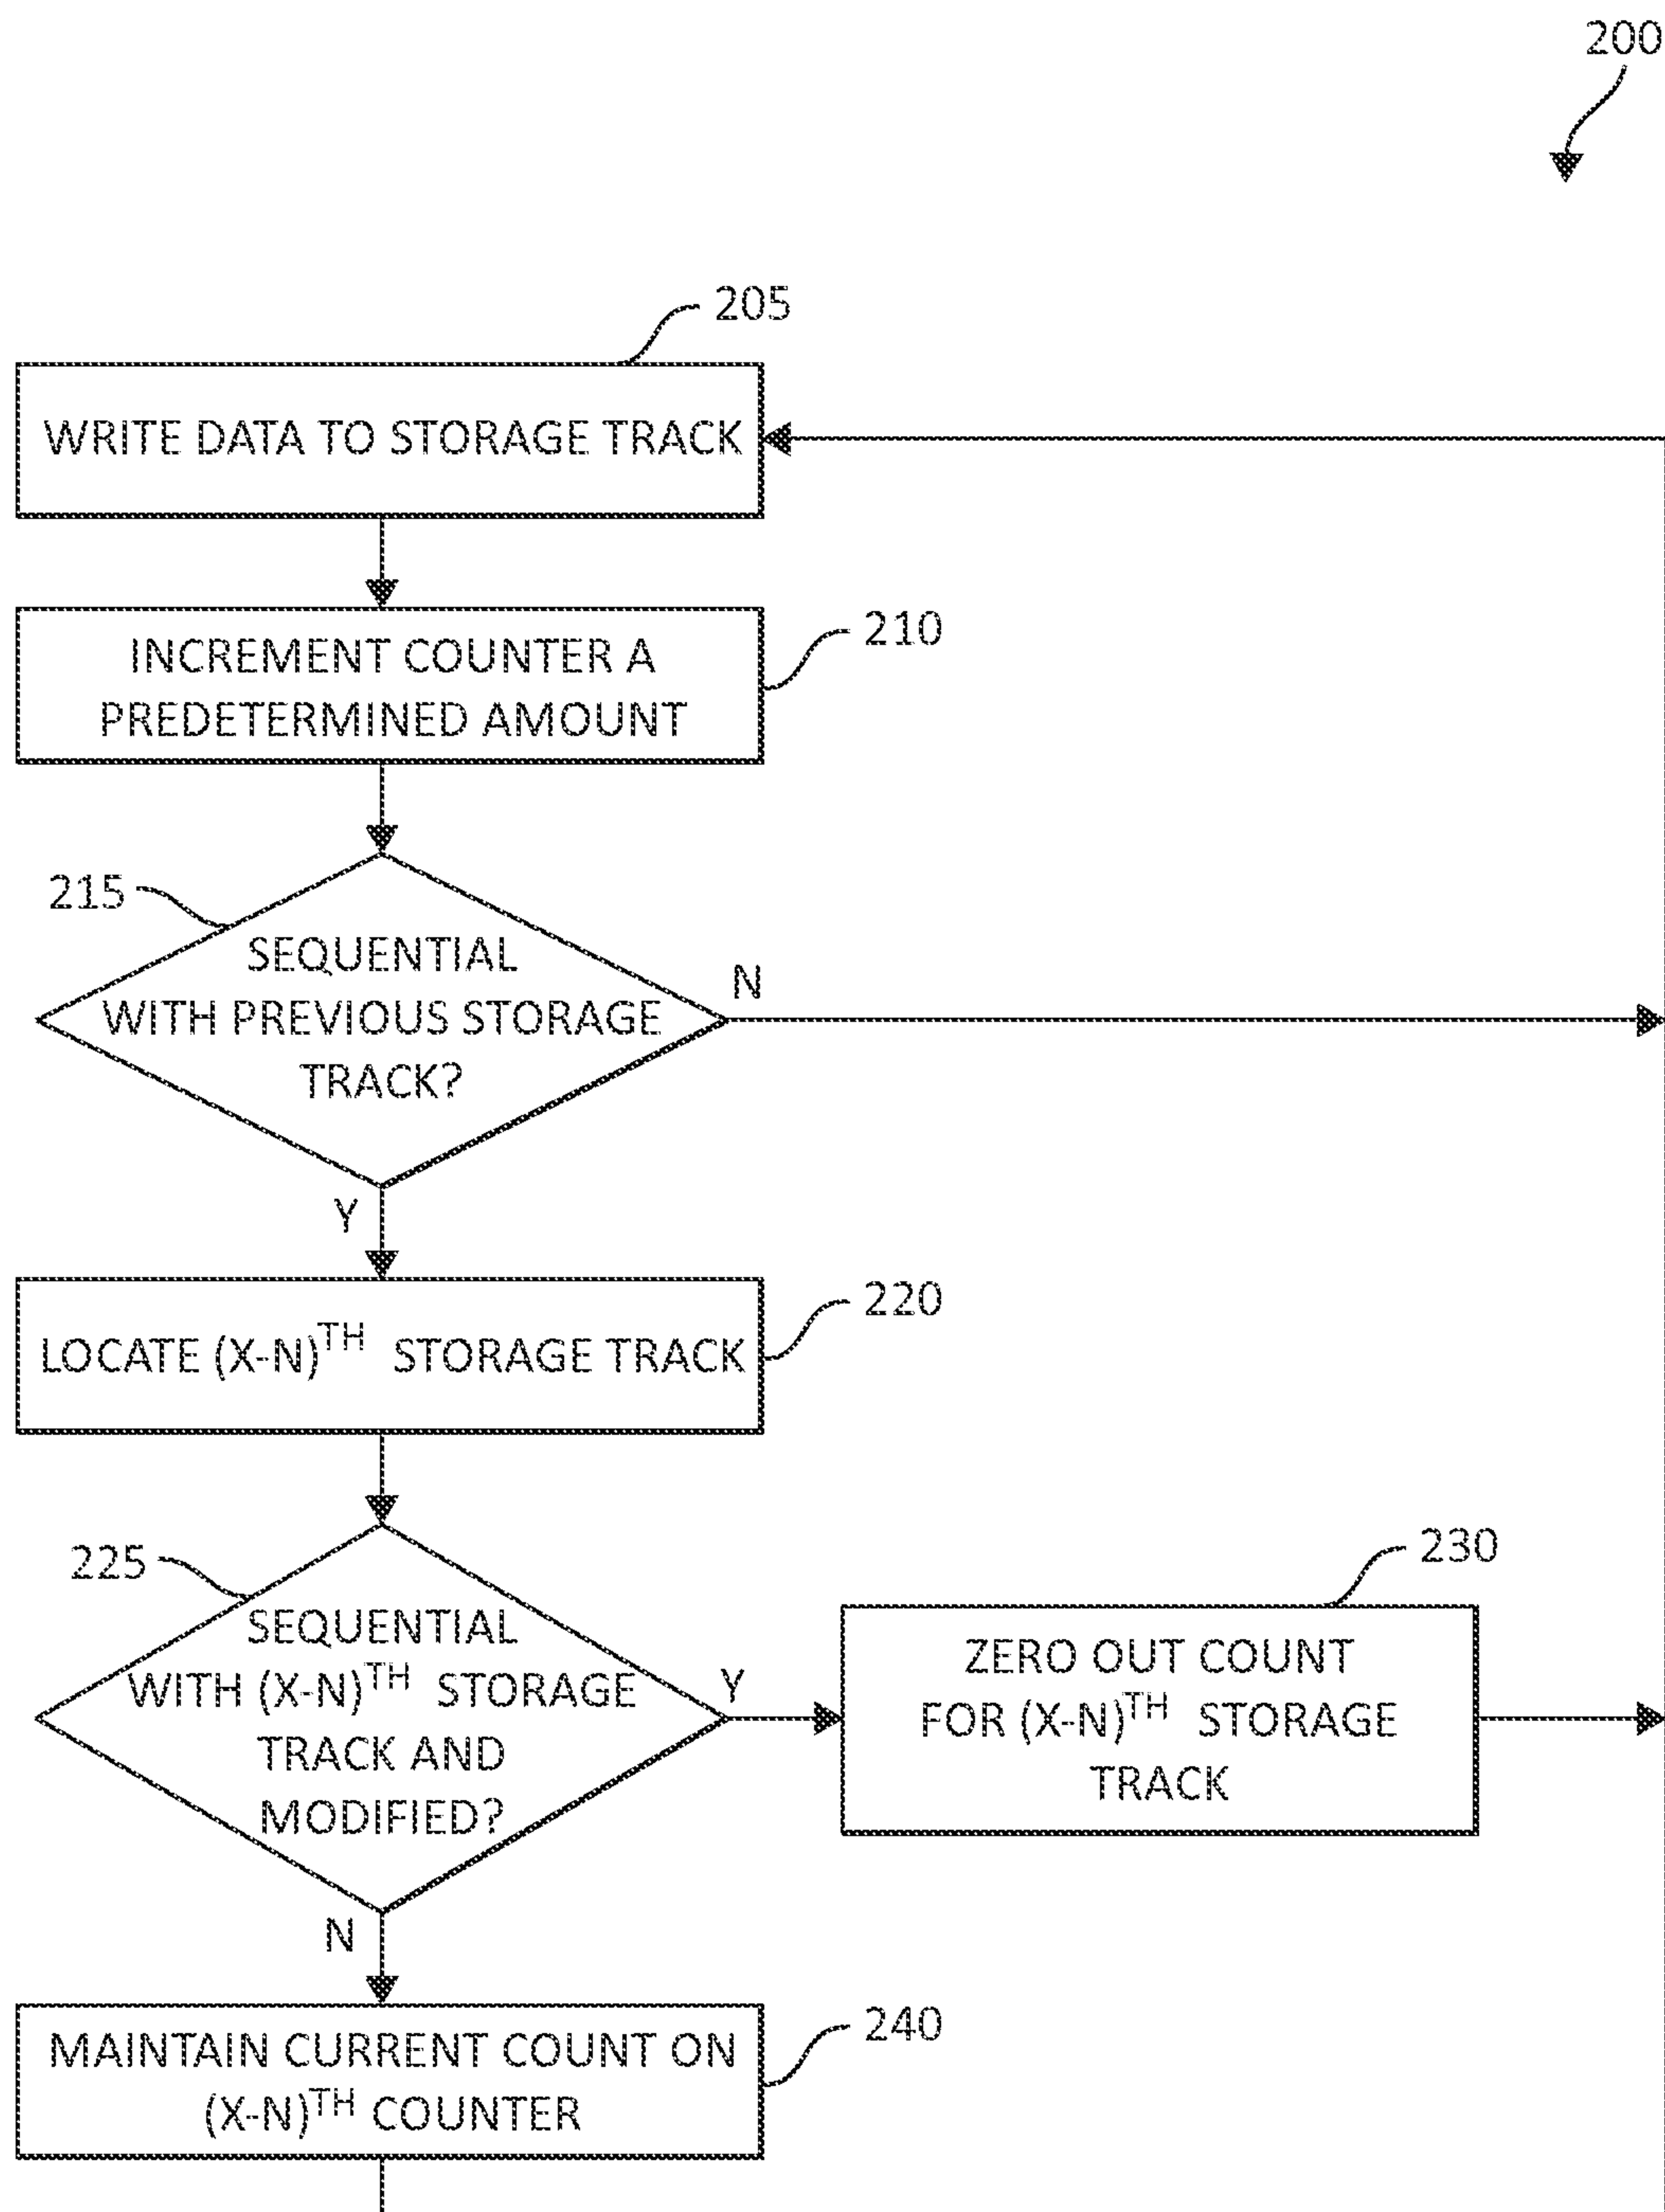 200
205
WRITE DATA TO STORAGE TRACK
210
INCREMENT COUNTER A
PREDETERMINED AMOUNT
215
SEQUENTIAL
WITH PREVIOUS STORAGE
TRACK?
N
Y
220
LOCATE (X-N)TH STORAGE TRACK
225
SEQUENTIAL
WITH (X-N)TH STORAGE
TRACK AND
MODIFIED?
Y
230
ZERO OUT COUNT
FOR (X-N)TH STORAGE
TRACK
N
240
MAINTAIN CURRENT COUNT ON
(X-N)TH COUNTER